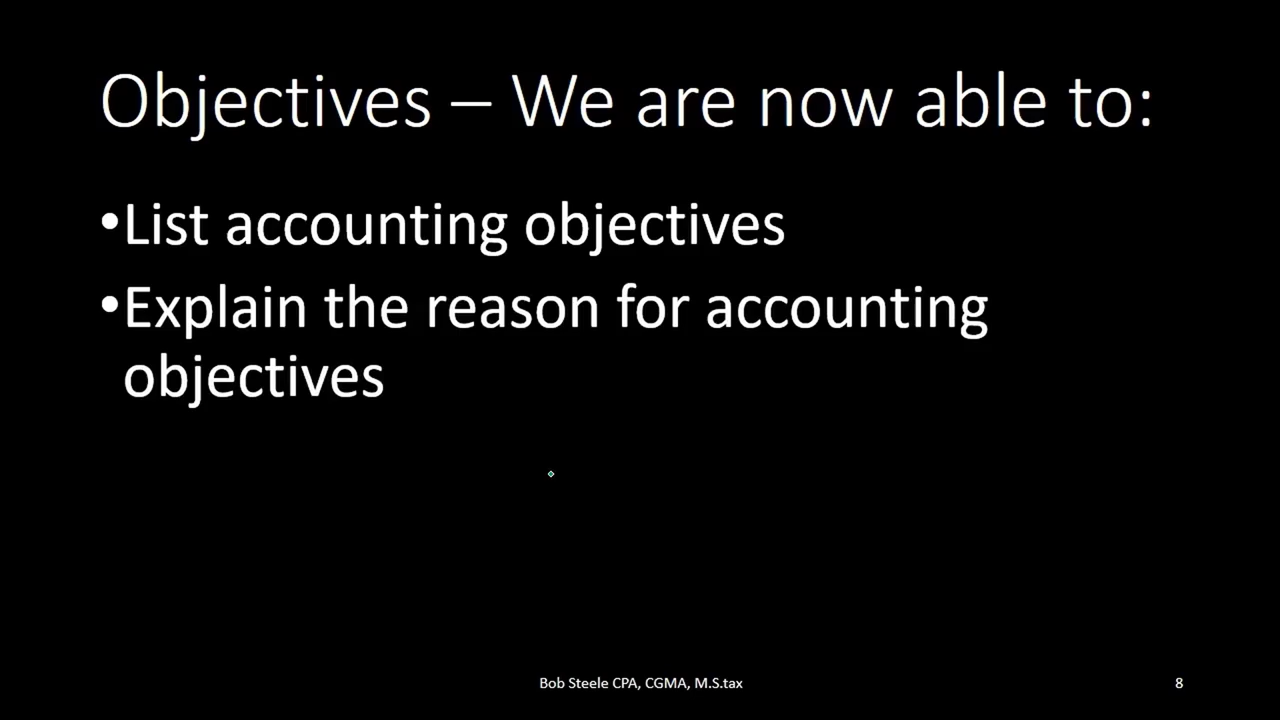 Objectives – We are now able to:
•List accounting objectives
•Explain the reason for accounting
objectives
Bob Steele CPA, CGMA, M.S.tax
8